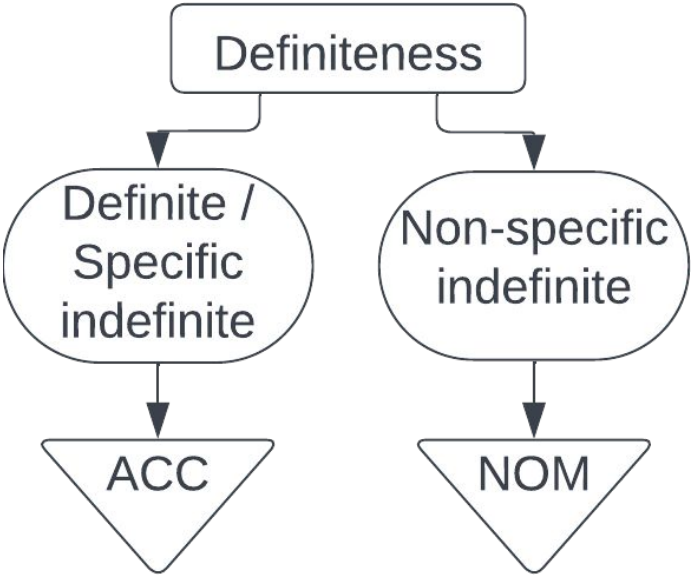 Definiteness
Definite /
Specific
indefinite
Non-specific
indefinite
ACC
NOM